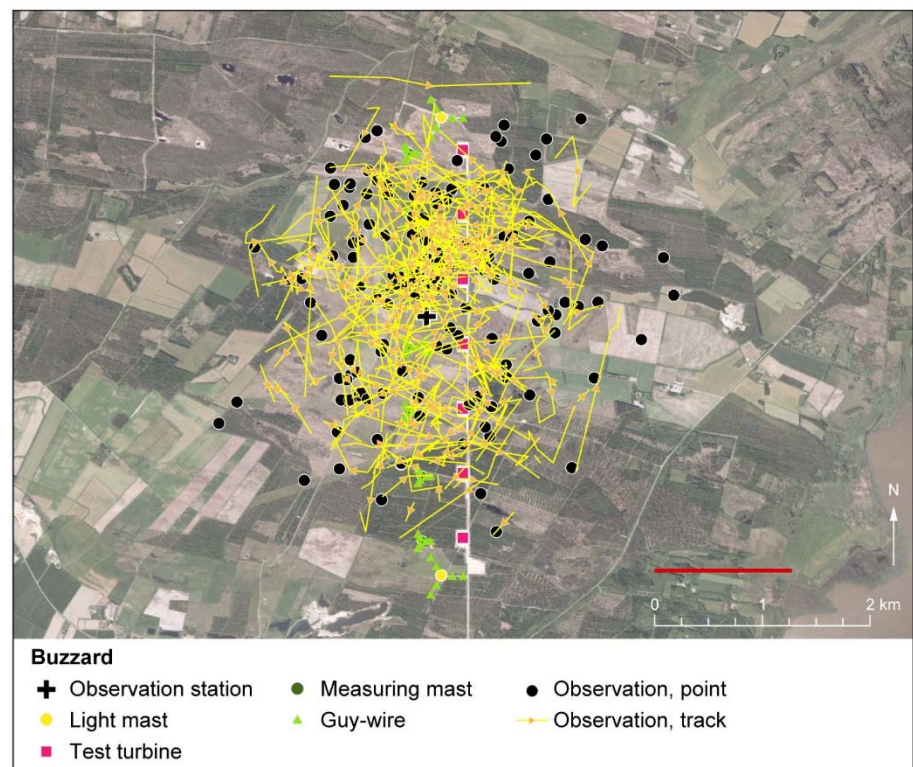 N
0 1 2 km
Buzzard
Observation station
Measuring mast
Observation, point
Light mast
Guy-wire
Observation, track
Test turbine